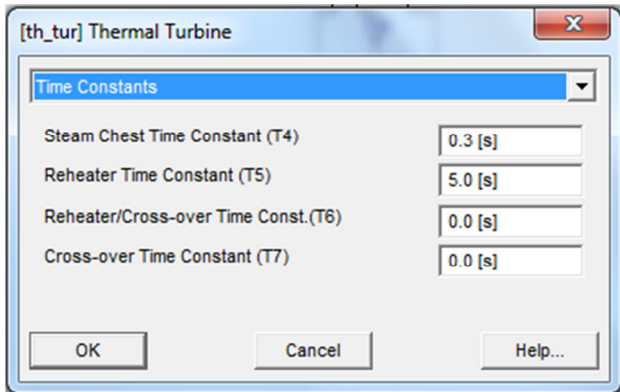 [th_tur] Thermal Turbine
Time Constants
Steam Chest Time Constant (T4) 0.3 [s]
Reheater Time Constant (T5) 5.0 [s]
Reheater/Cross-over Time Const.(T6) 0.0 [s]
Cross-over Time Constant (T7) 0.0 [s]
OK Cancel Help...